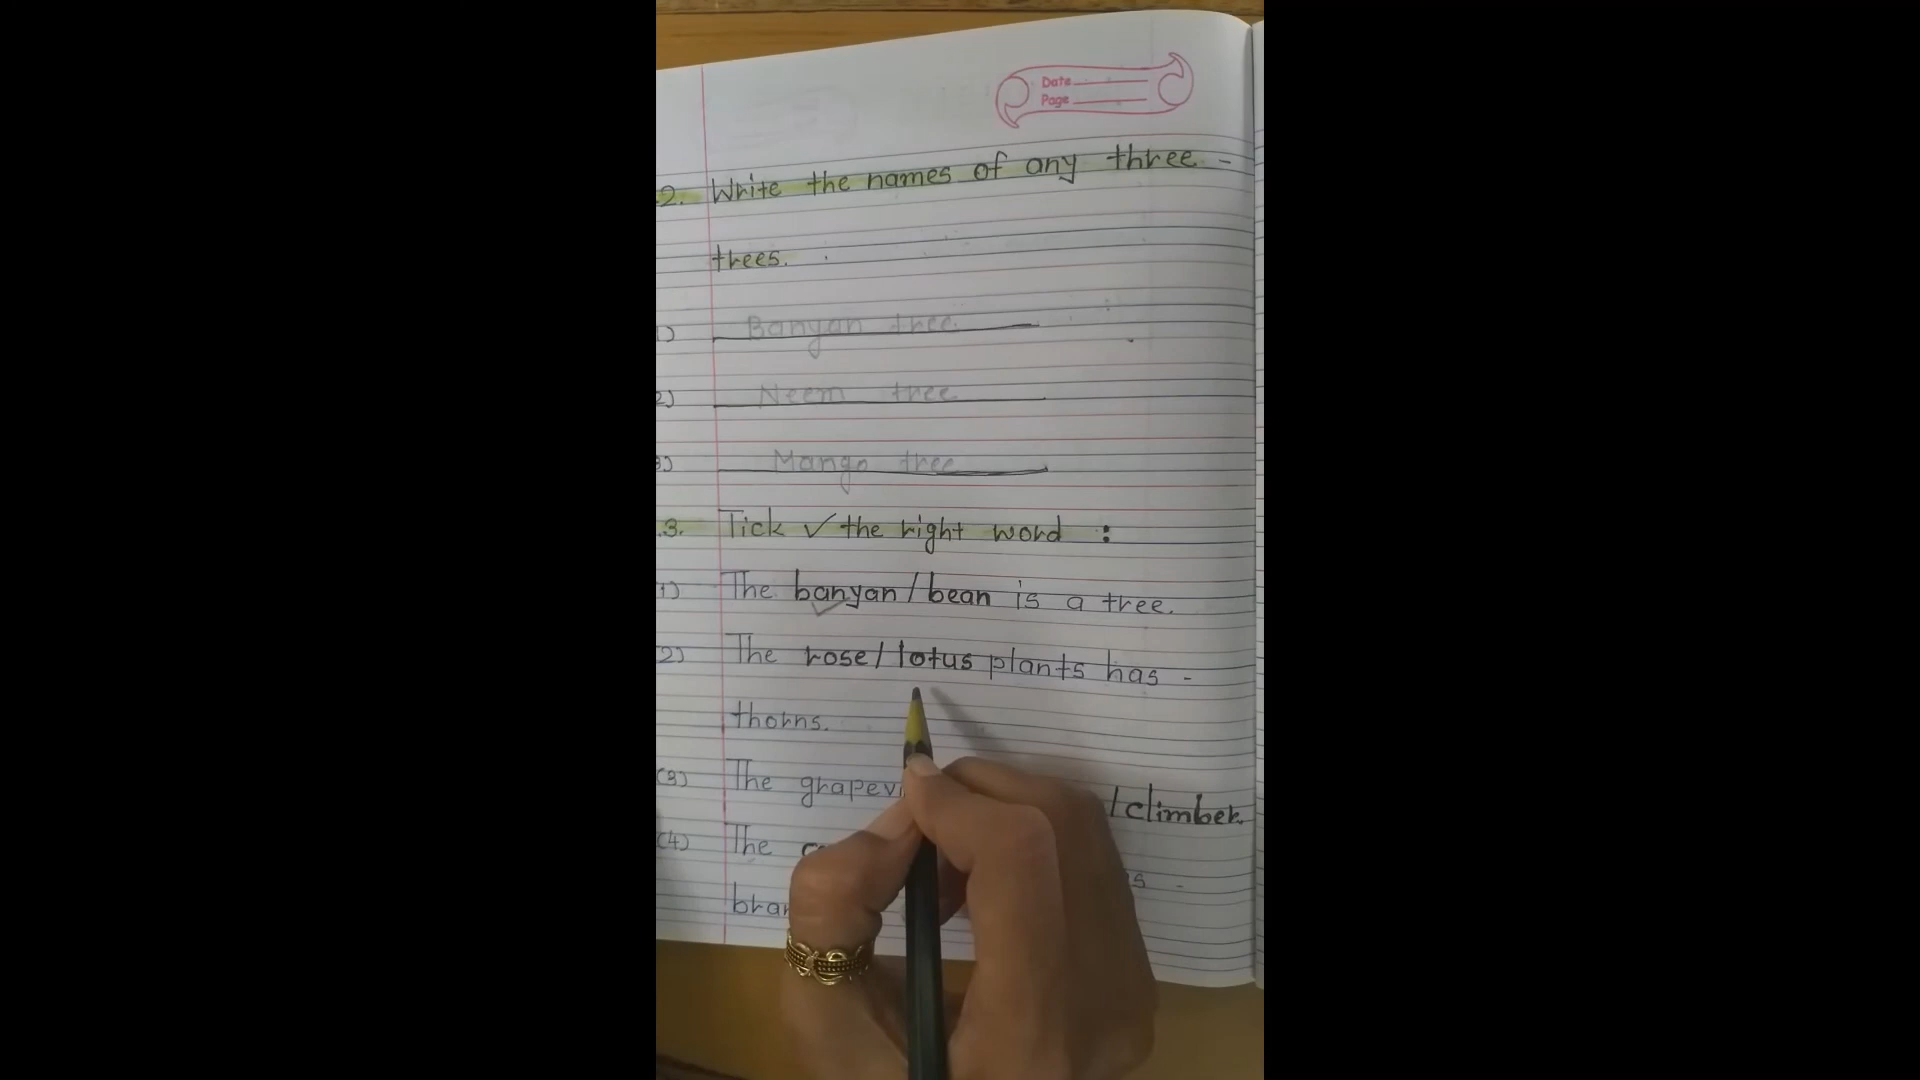 Date
Page
2. Write the names of any three -
trees.
1) Banyan tree.
2) Neem tree
3) Mango tree
3. Tick ✓ the right word :
1) The banyan / bean is a tree.
2) The rose / lotus plants has -
thorns.
(3) The / climber.
(4) The